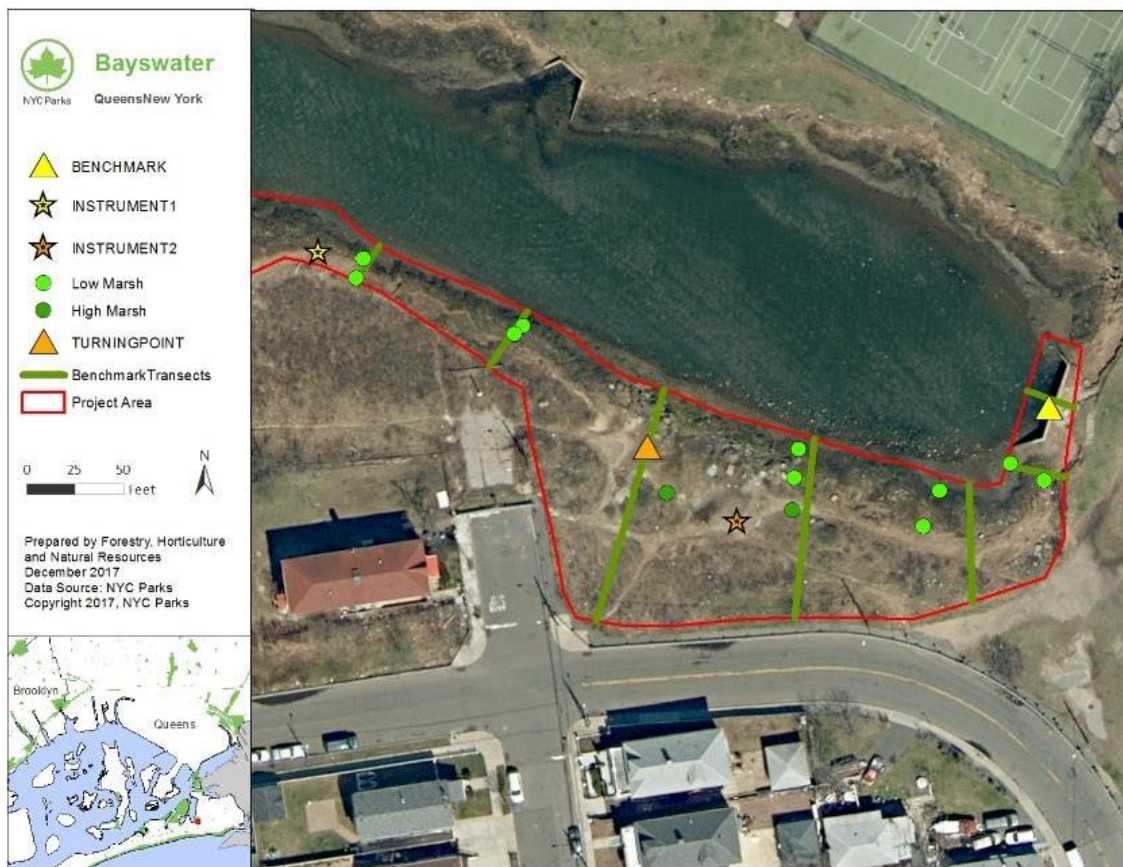 NYC Parks
Bayswater
QueensNew York
BENCHMARK
INSTRUMENT1
INSTRUMENT2
Low Marsh
High Marsh
TURNINGPOINT
BenchmarkTransects
Project Area
0 25 50
Feet
N
Prepared by Forestry, Horticulture
and Natural Resources
December 2017
Data Source: NYC Parks
Copyright 2017, NYC Parks
Brooklyn
Queens